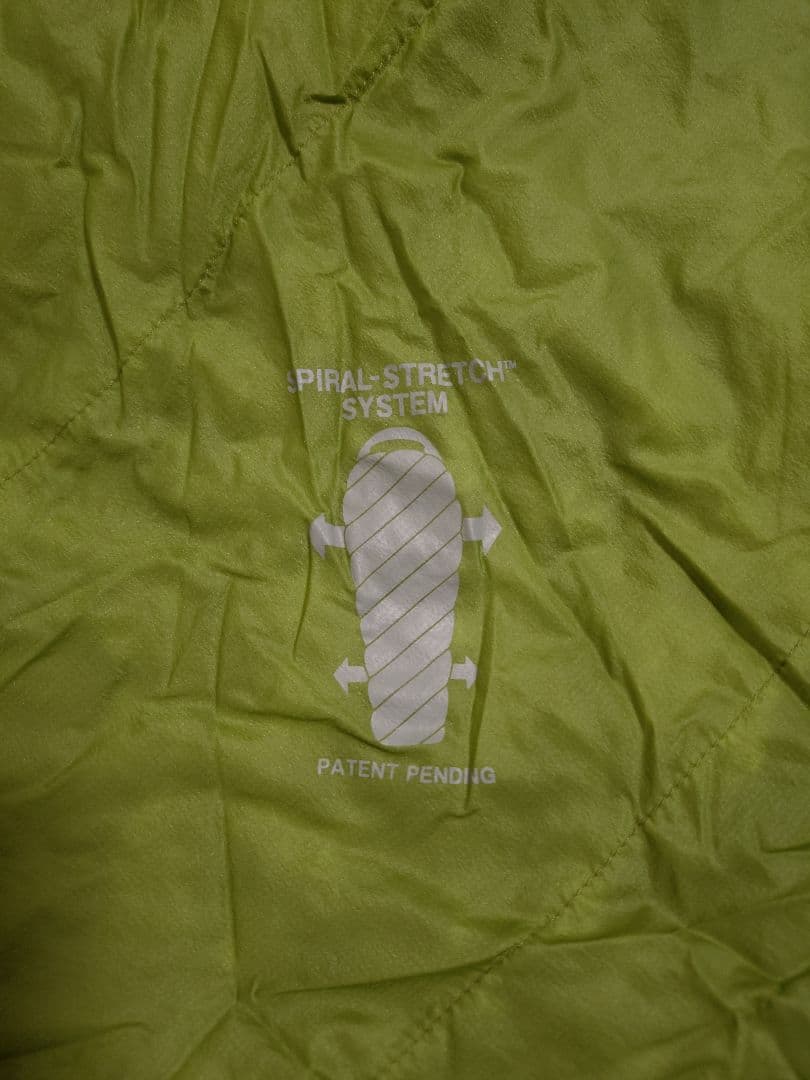 SPIRAL-STRETCH™
SYSTEM
PATENT PENDING